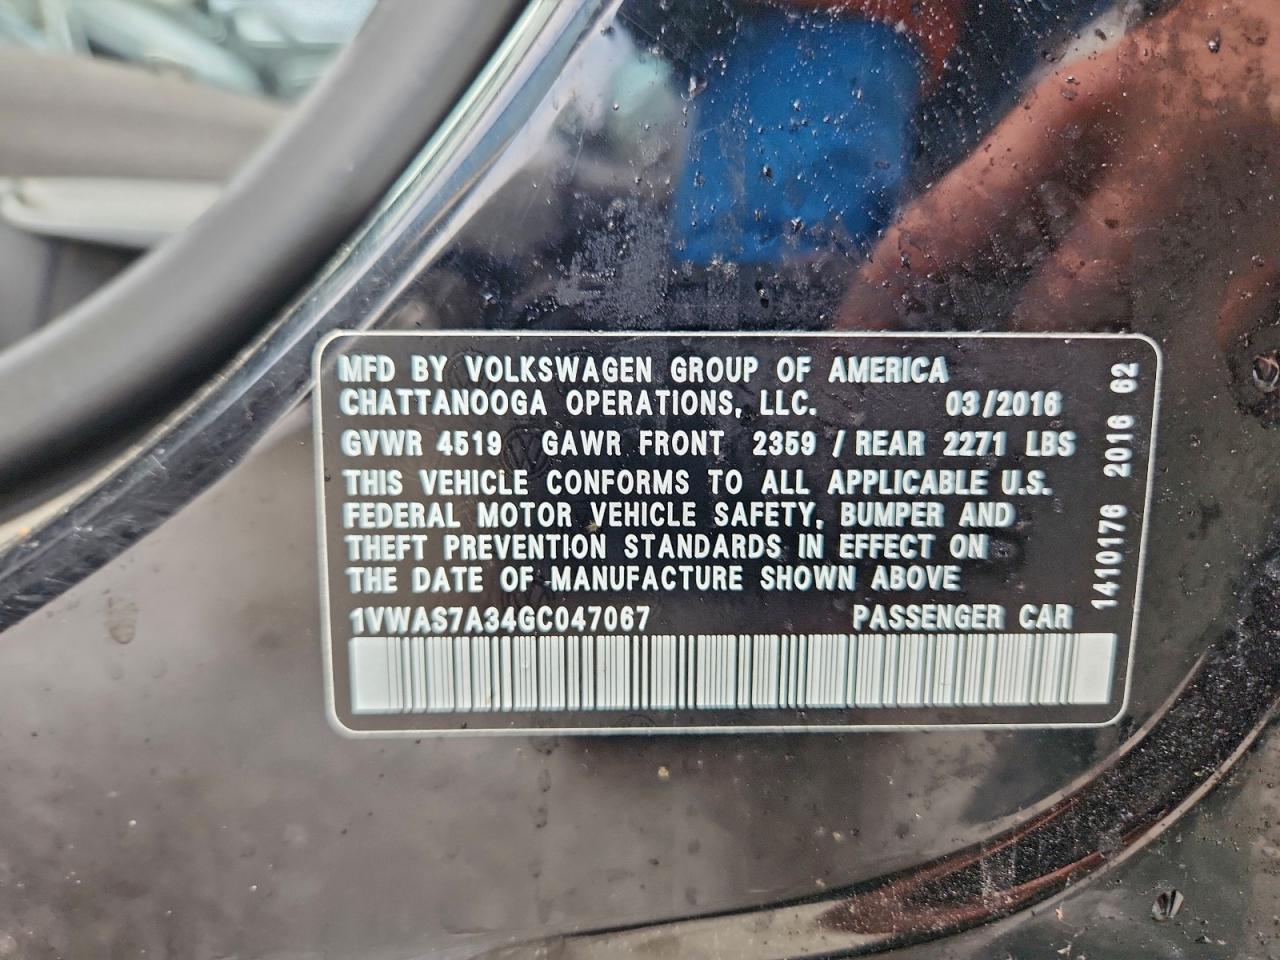 MFD BY VOLKSWAGEN GROUP OF AMERICA
CHATTANOOGA OPERATIONS, LLC. 03/2016
GVWR 4519 GAWR FRONT 2359 / REAR 2271 LBS
THIS VEHICLE CONFORMS TO ALL APPLICABLE U.S.
FEDERAL MOTOR VEHICLE SAFETY, BUMPER AND
THEFT PREVENTION STANDARDS IN EFFECT ON
THE DATE OF MANUFACTURE SHOWN ABOVE
1VWAS7A34GC047067 PASSENGER CAR
1410176 2016 62